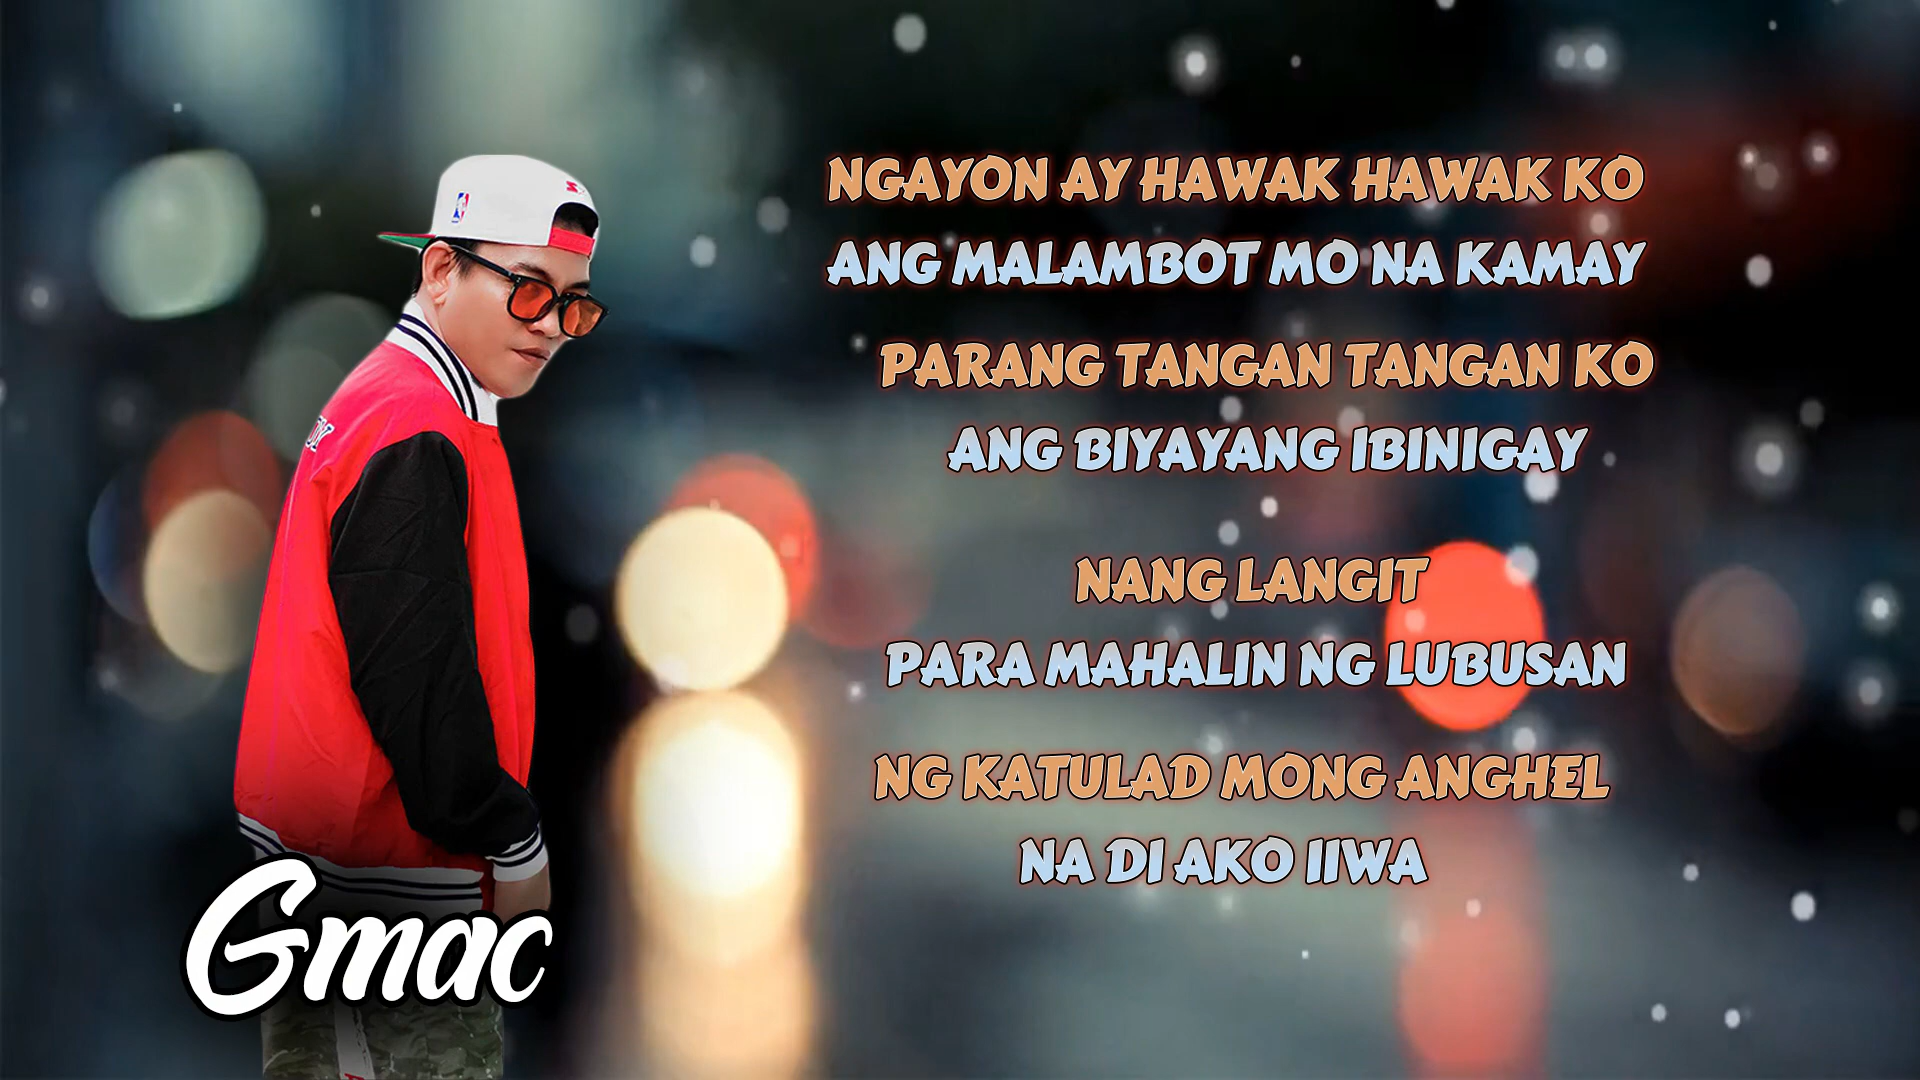 NGAYON AY HAWAK HAWAK KO
ANG MALAMBOT MO NA KAMAY
PARANG TANGAN TANGAN KO
ANG BIYAYANG IBINIGAY
NANG LANGIT
PARA MAHALIN NG LUBUSAN
NG KATULAD MONG ANGHEL
NA DI AKO IIWA
Gmac